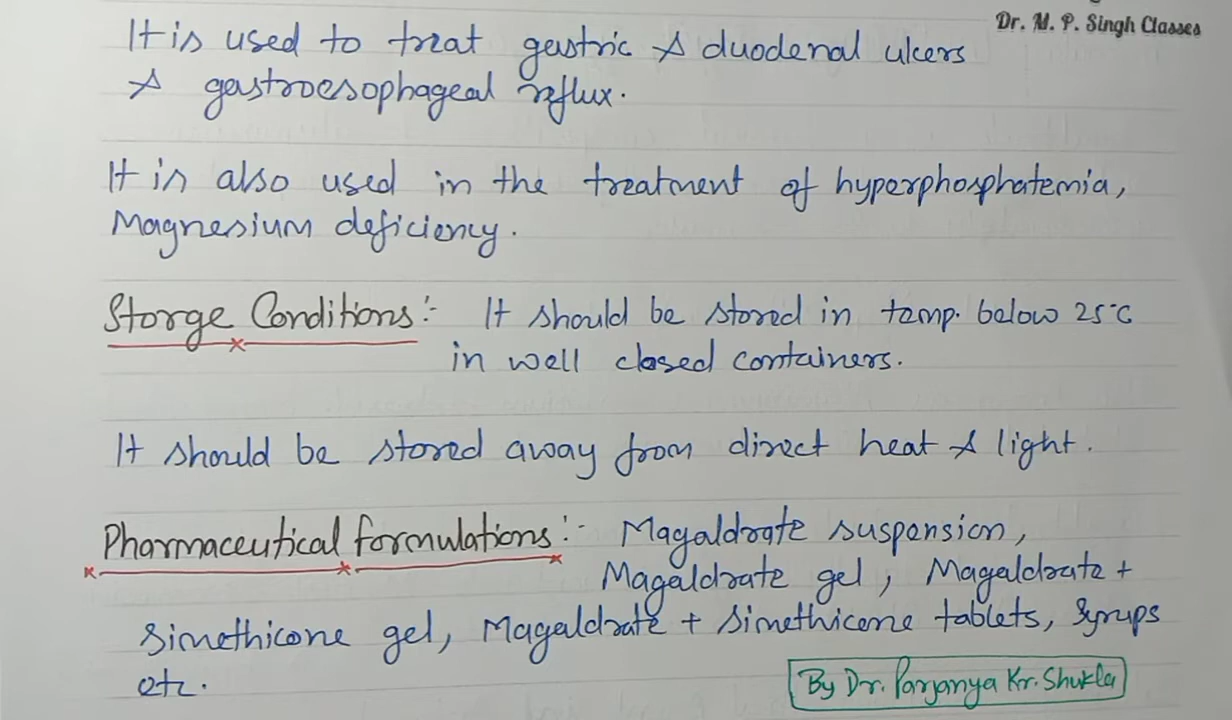 Dr. M. P. Singh Classes
It is used to treat gastric & duodenal ulcers
& gastroesophageal reflux.
It is also used in the treatment of hyperphosphatemia,
Magnesium deficiency.
Storge Conditions:- It should be stored in temp. below 25°C
in well closed containers.
It should be stored away from direct heat & light.
Pharmaceutical formulations:- Magaldrate suspension,
Magaldrate gel, Magaldrate +
Simethicone gel, Magaldrate + Simethicone tablets, Syrups
etc.
By Dr. Parjanya Kr. Shukla